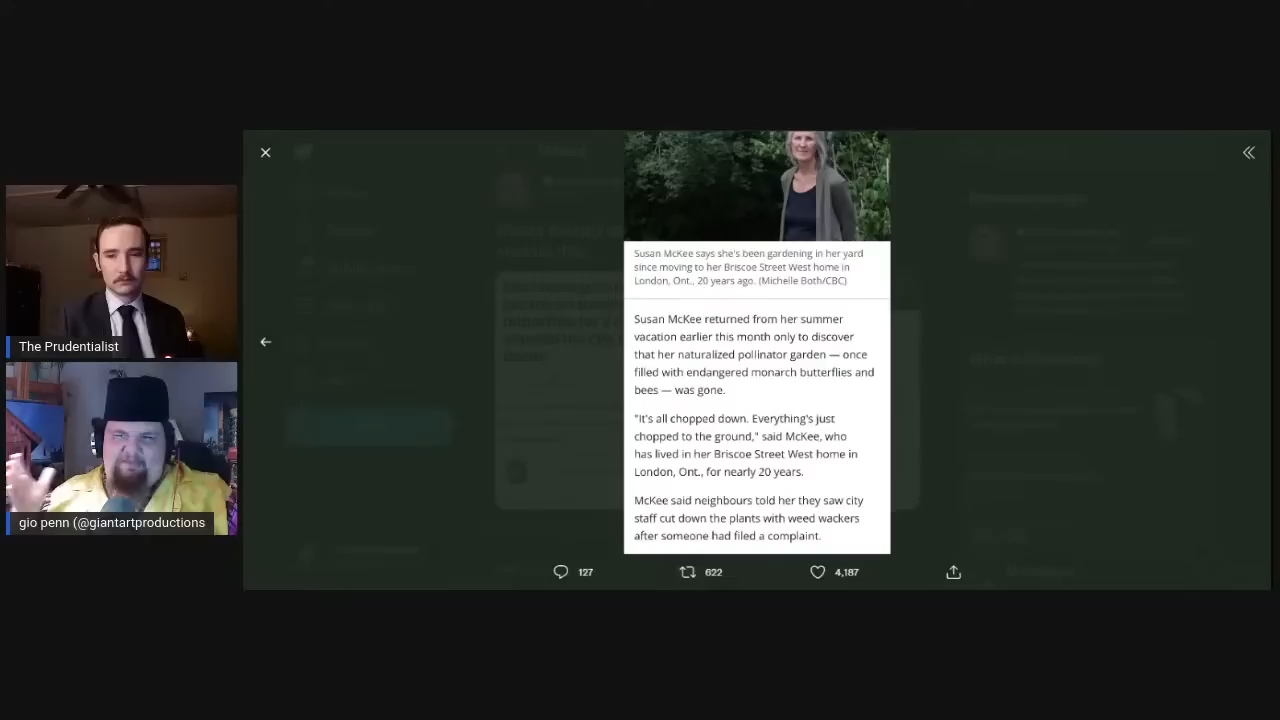 Susan McKee says she's been gardening in her yard
since moving to her Briscoe Street West home in
London, Ont., 20 years ago. (Michelle Both/CBC)
Susan McKee returned from her summer
vacation earlier this month only to discover
that her naturalized pollinator garden — once
filled with endangered monarch butterflies and
bees — was gone.
"It's all chopped down. Everything's just
chopped to the ground," said McKee, who
has lived in her Briscoe Street West home in
London, Ont., for nearly 20 years.
McKee said neighbours told her they saw city
staff cut down the plants with weed wackers
after someone had filed a complaint.
127
622
4,187
The Prudentialist
gio penn (@giantartproductions